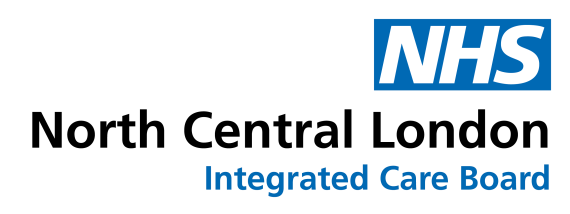 NHS
North Central London
Integrated Care Board